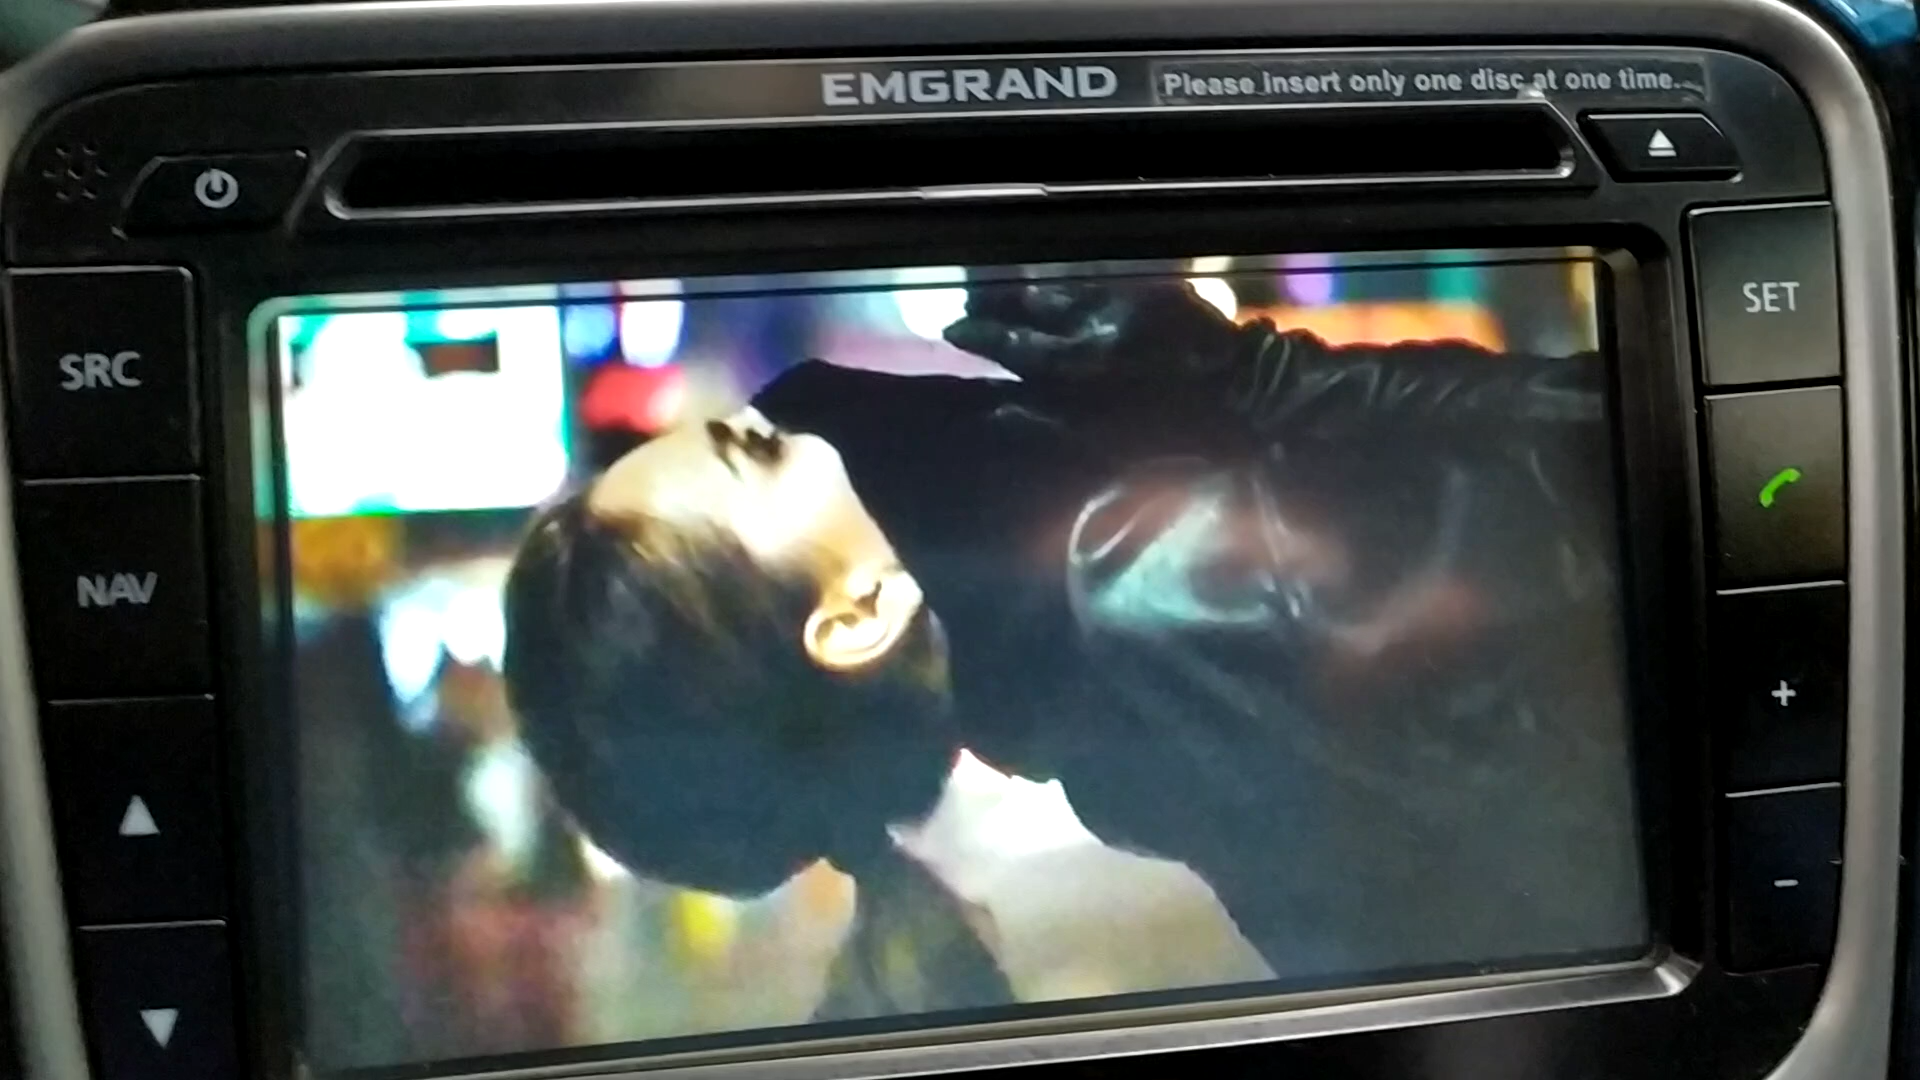 EMGRAND
Please insert only one disc at one time.
SRC
NAV
SET
+
-